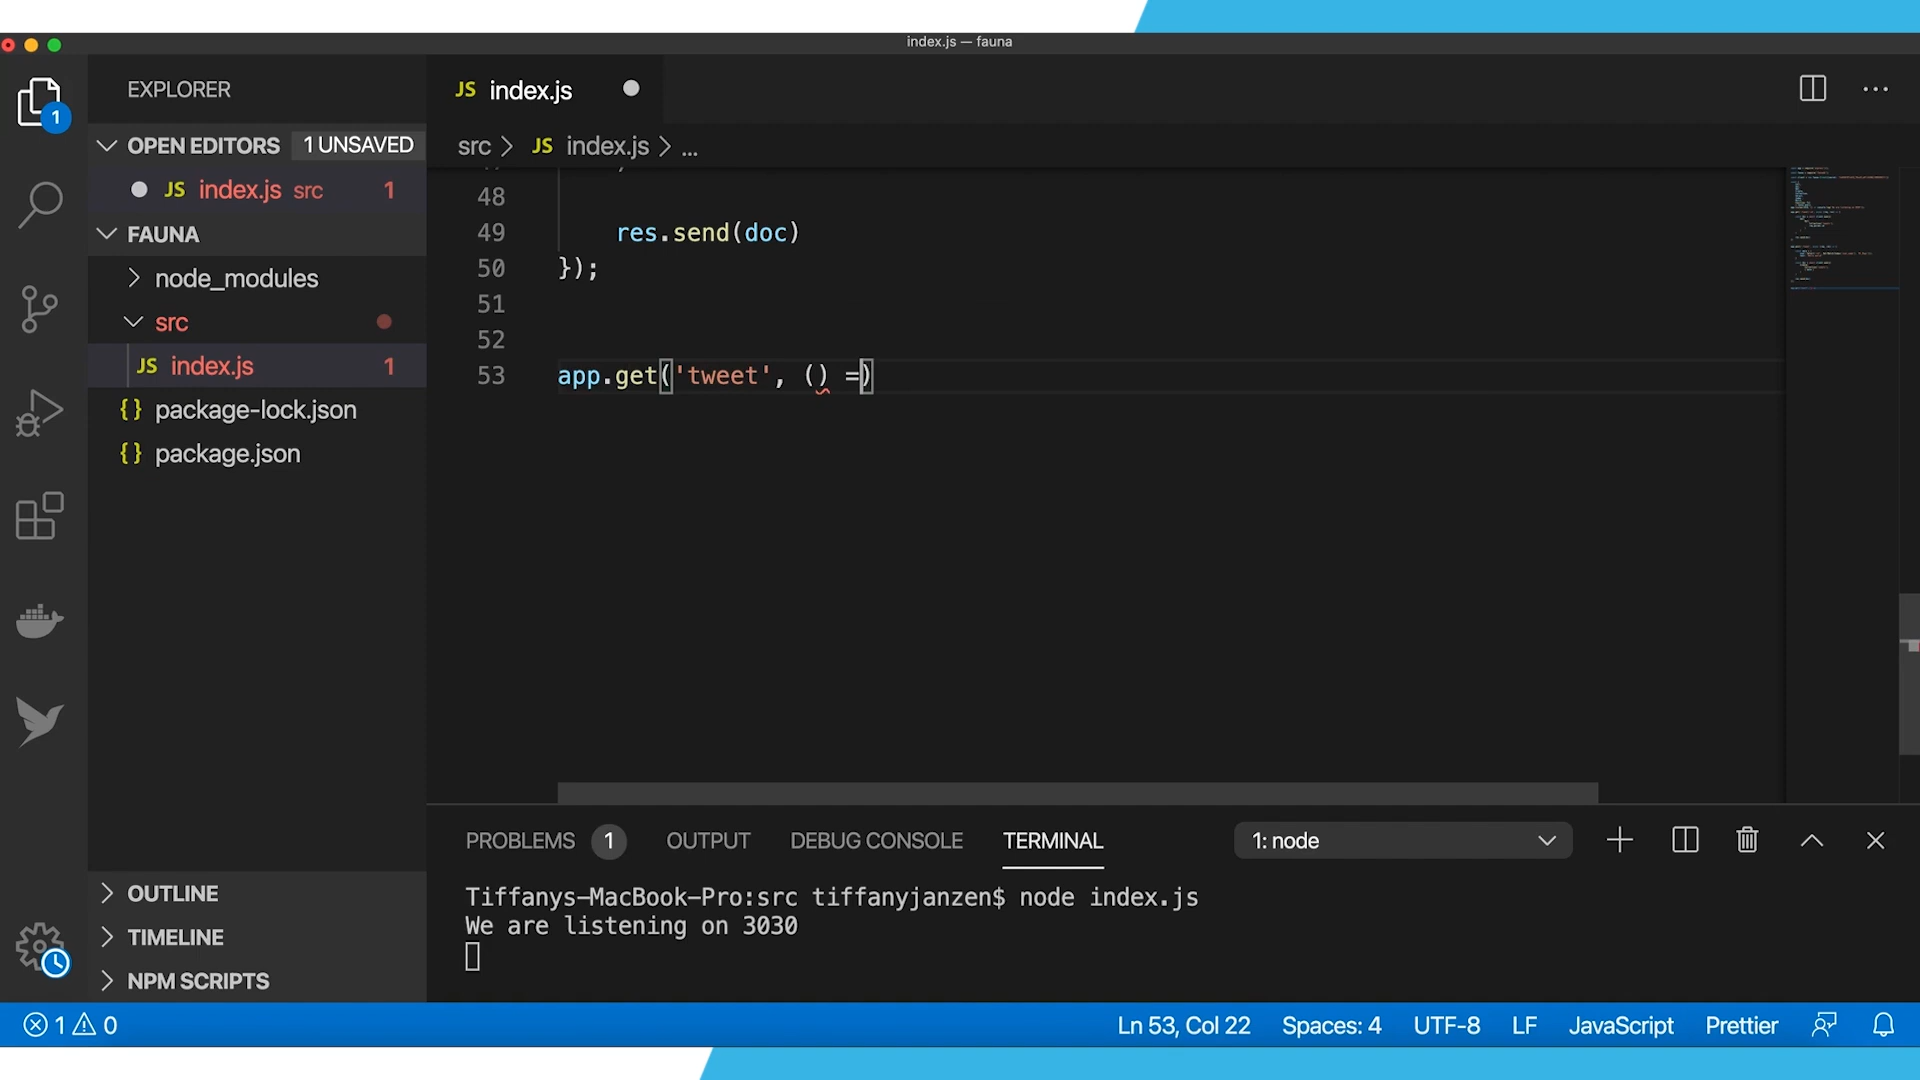 index.js — fauna
EXPLORER
JS index.js
1
OPEN EDITORS 1 UNSAVED
src > JS index.js > ...
JS index.js src 1
FAUNA
node_modules
src
JS index.js 1
{} package-lock.json
{} package.json
48
49 res.send(doc)
50 });
51
52
53 app.get('tweet', () =)
PROBLEMS 1 OUTPUT DEBUG CONSOLE TERMINAL 1: node
Tiffanys-MacBook-Pro:src tiffanyjanzen$ node index.js
We are listening on 3030
OUTLINE
TIMELINE
NPM SCRIPTS
1 0 Ln 53, Col 22 Spaces: 4 UTF-8 LF JavaScript Prettier